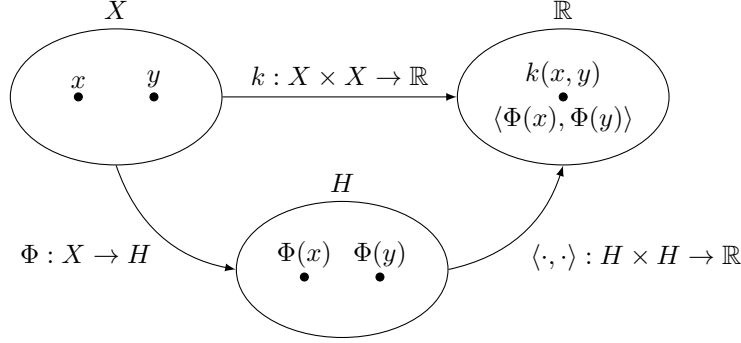 X
ℝ
x
y
k : X × X → ℝ
k(x, y)
⟨Φ(x), Φ(y)⟩
H
Φ : X → H
Φ(x)
Φ(y)
⟨·, ·⟩ : H × H → ℝ